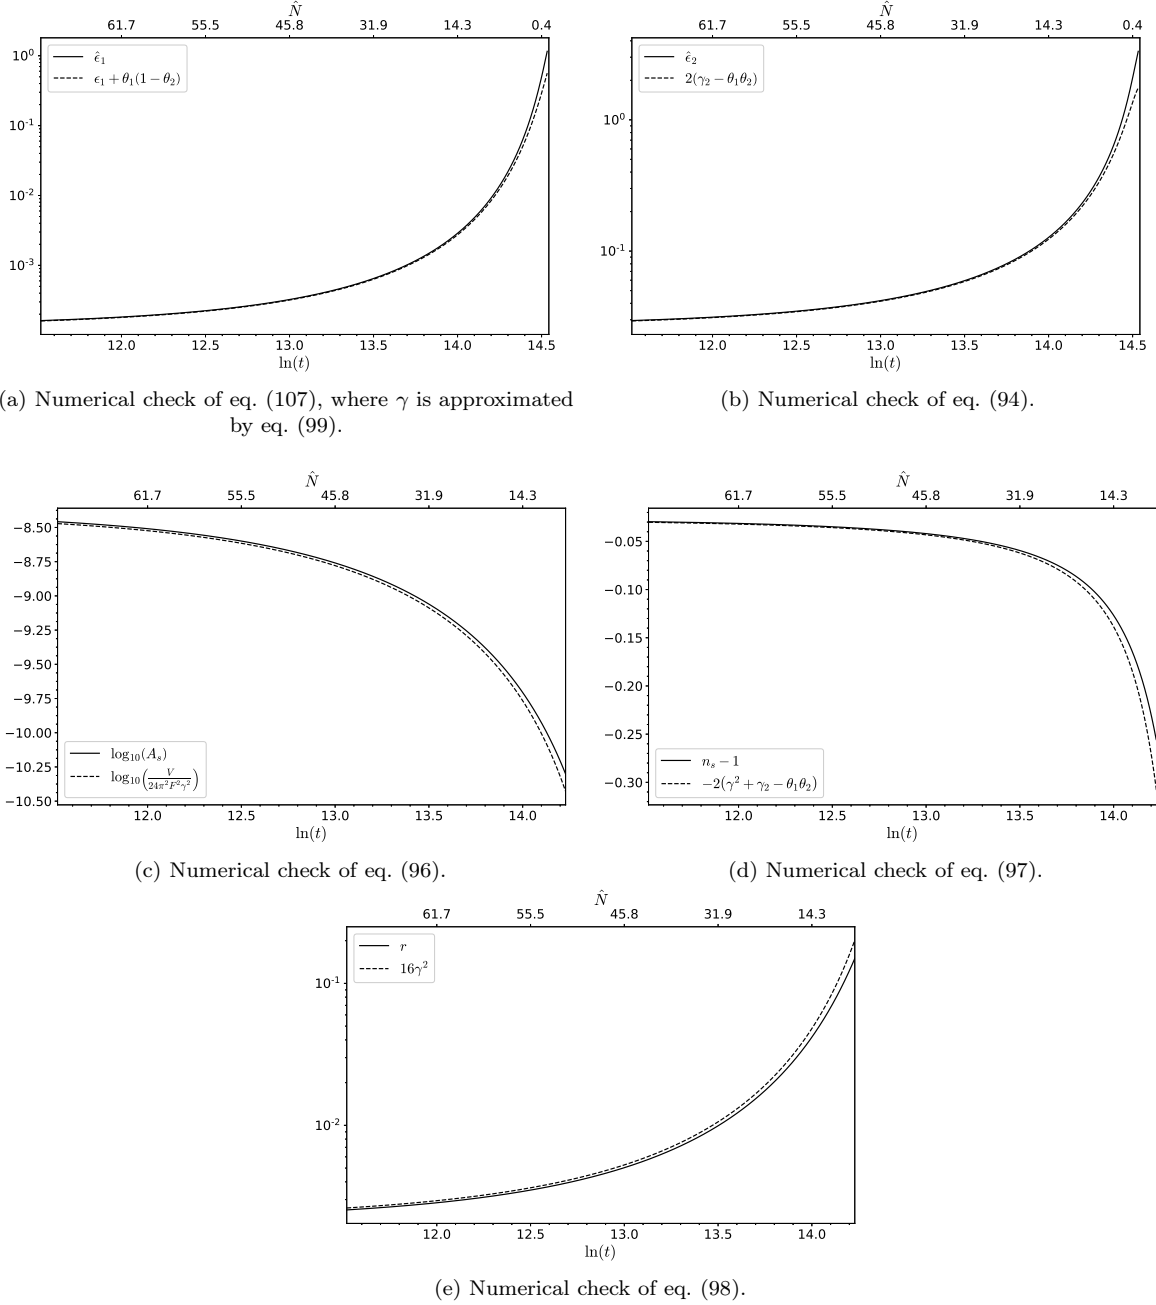 N̂
61.7 55.5 45.8 31.9 14.3 0.4
10⁰
10⁻¹
10⁻²
10⁻³
ϵ̂₁
ϵ₁ + θ₁(1 − θ₂)
12.0 12.5 13.0 13.5 14.0 14.5
ln(t)
(a) Numerical check of eq. (107), where γ is approximated
by eq. (99).
N̂
61.7 55.5 45.8 31.9 14.3 0.4
10⁰
10⁻¹
ϵ̂₂
2(γ₂ − θ₁θ₂)
12.0 12.5 13.0 13.5 14.0 14.5
ln(t)
(b) Numerical check of eq. (94).
N̂
61.7 55.5 45.8 31.9 14.3
−8.50
−8.75
−9.00
−9.25
−9.50
−9.75
−10.00
−10.25
−10.50
log₁₀(Aₛ)
log₁₀(V/24π²F²γ²)
12.0 12.5 13.0 13.5 14.0
ln(t)
(c) Numerical check of eq. (96).
N̂
61.7 55.5 45.8 31.9 14.3
−0.05
−0.10
−0.15
−0.20
−0.25
−0.30
nₛ − 1
−2(γ² + γ₂ − θ₁θ₂)
12.0 12.5 13.0 13.5 14.0
ln(t)
(d) Numerical check of eq. (97).
N̂
61.7 55.5 45.8 31.9 14.3
10⁻¹
10⁻²
r
16γ²
12.0 12.5 13.0 13.5 14.0
ln(t)
(e) Numerical check of eq. (98).